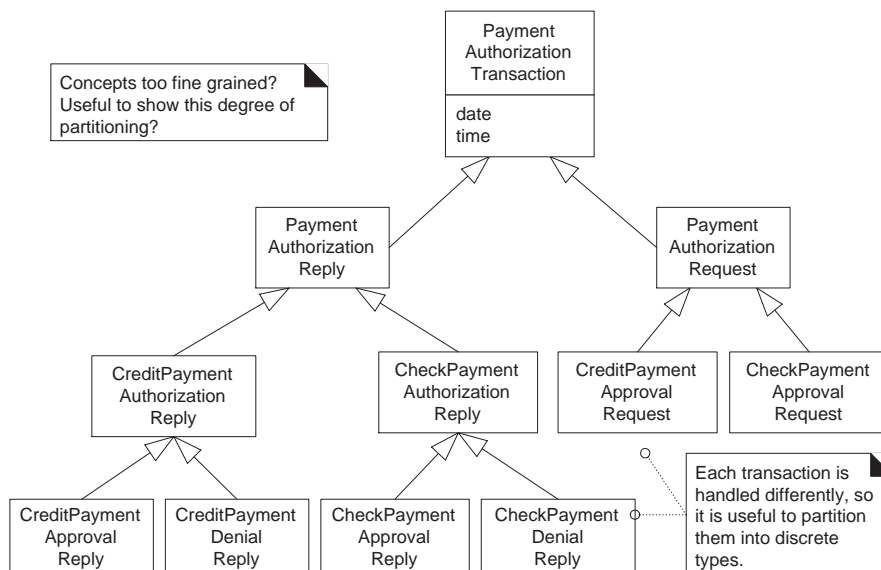 Payment
Authorization
Transaction
date
time
Concepts too fine grained?
Useful to show this degree of
partitioning?
Payment
Authorization
Reply
Payment
Authorization
Request
CreditPayment
Authorization
Reply
CheckPayment
Authorization
Reply
CreditPayment
Approval
Request
CheckPayment
Approval
Request
CreditPayment
Approval
Reply
CreditPayment
Denial
Reply
CheckPayment
Approval
Reply
CheckPayment
Denial
Reply
Each transaction is
handled differently, so
it is useful to partition
them into discrete
types.